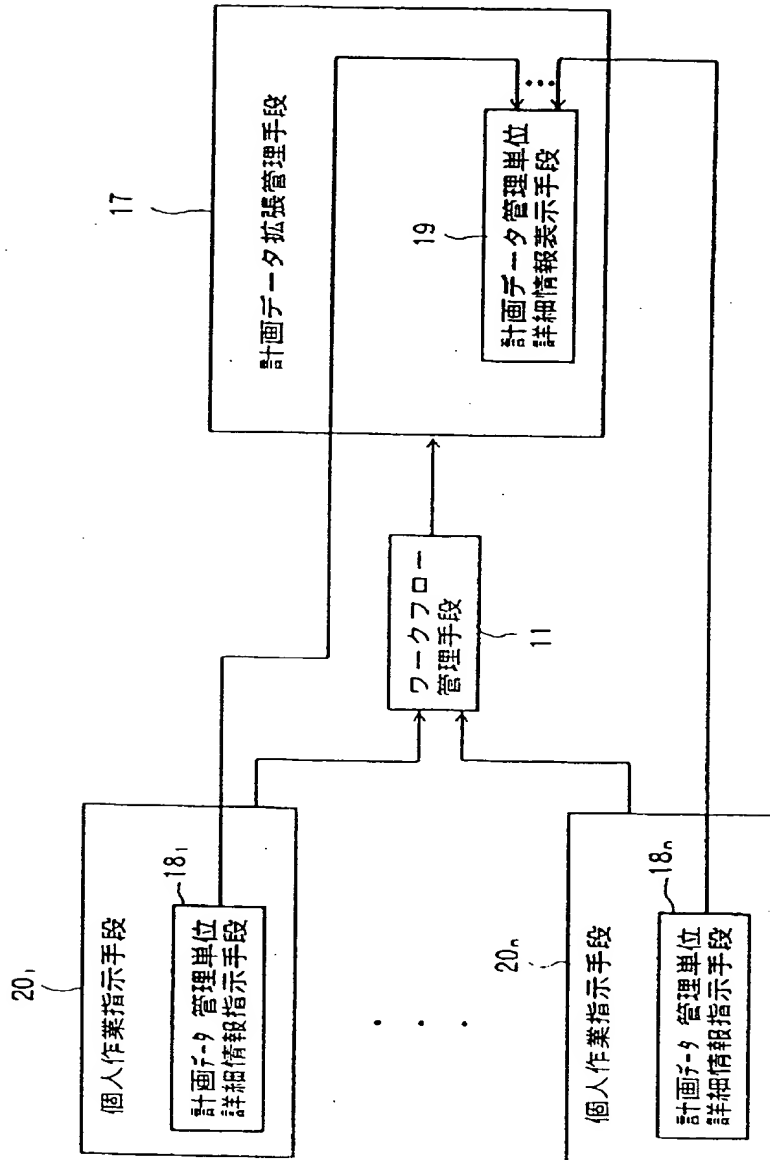 20₁
個人作業指示手段
18₁
計画データ 管理単位
詳細情報指示手段
20ₙ
個人作業指示手段
18ₙ
計画データ 管理単位
詳細情報指示手段
ワークフロー
管理手段
11
17
計画データ拡張管理手段
19
計画データ管理単位
詳細情報表示手段